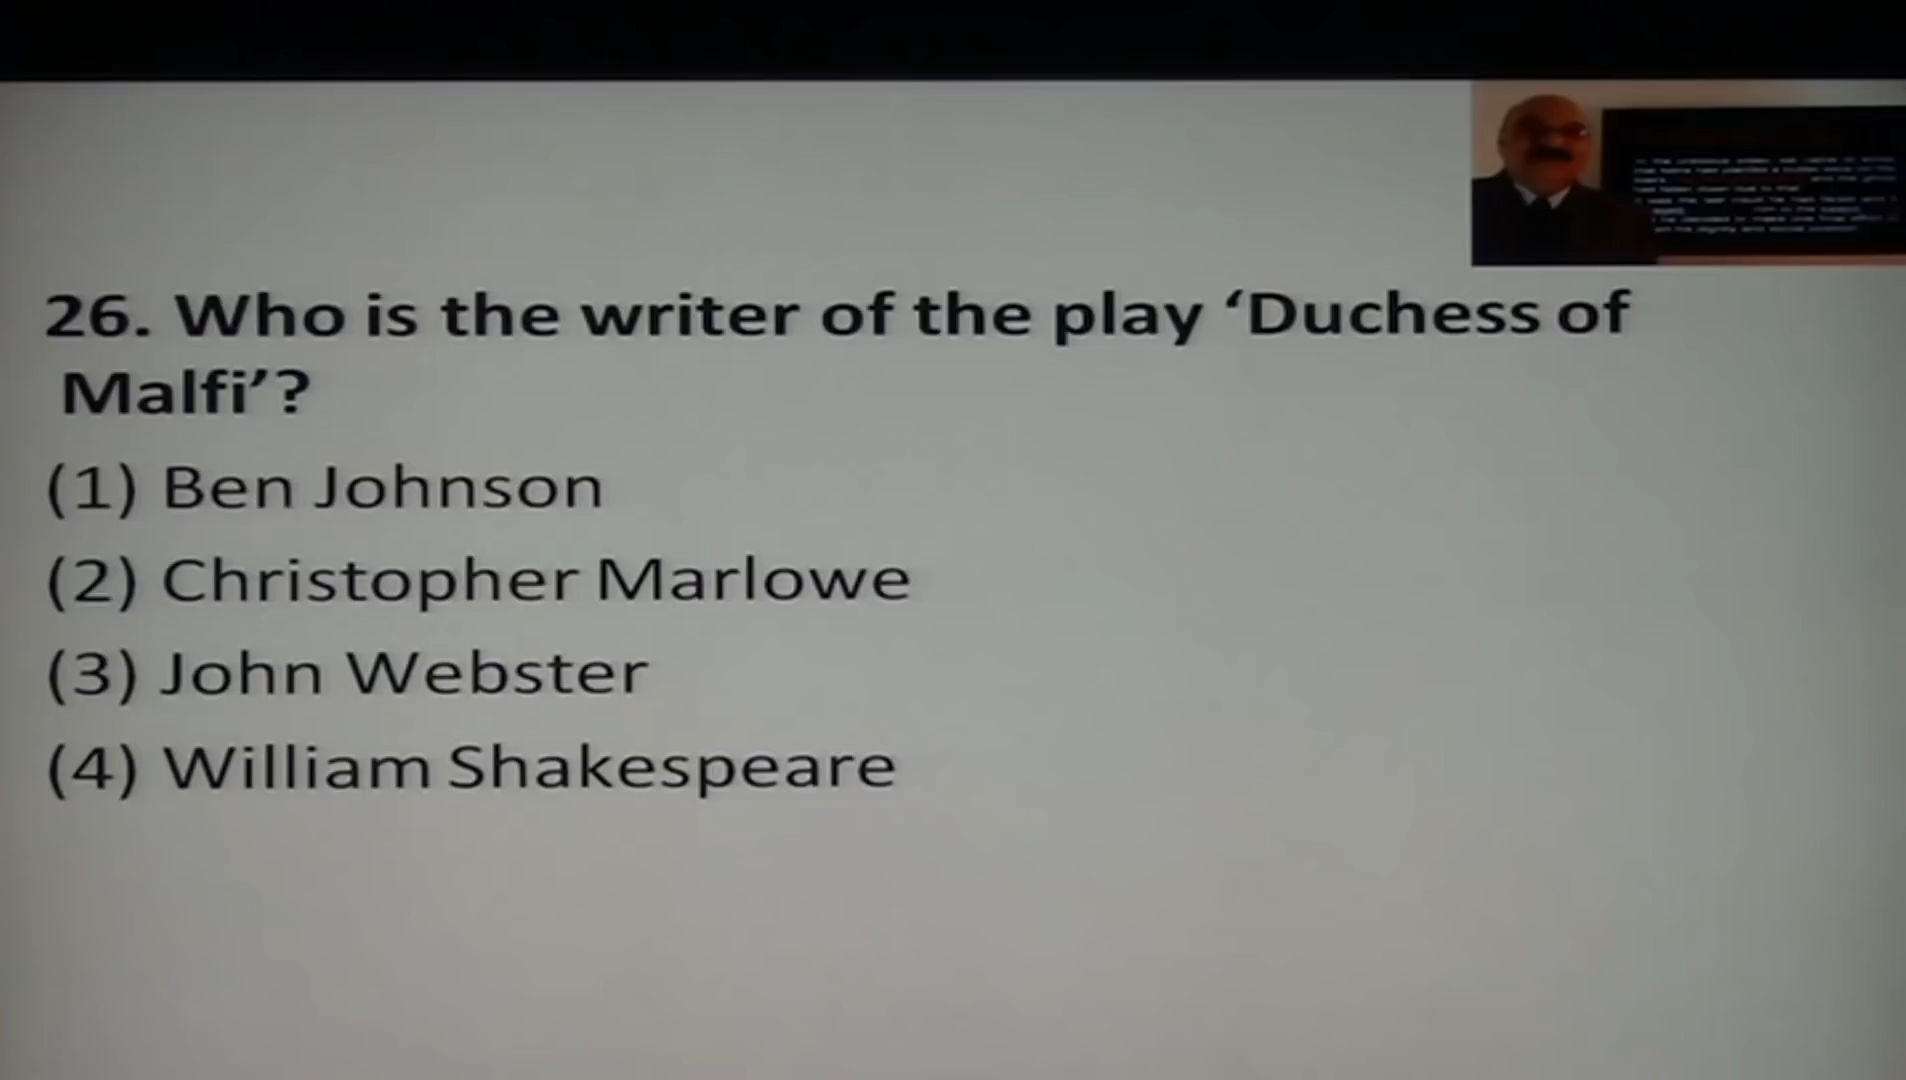 26. Who is the writer of the play ‘Duchess of
Malfi’?
(1) Ben Johnson
(2) Christopher Marlowe
(3) John Webster
(4) William Shakespeare